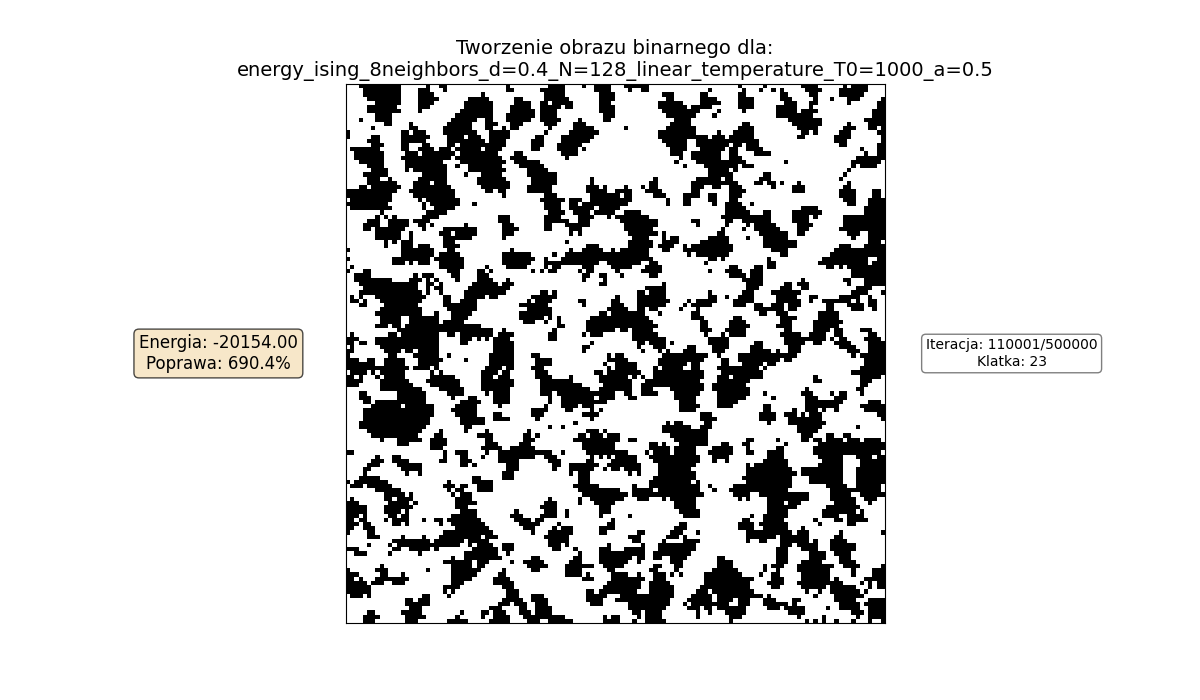 Tworzenie obrazu binarnego dla:
energy_ising_8neighbors_d=0.4_N=128_linear_temperature_T0=1000_a=0.5
Energia: -20154.00
Poprawa: 690.4%
Iteracja: 110001/500000
Klatka: 23